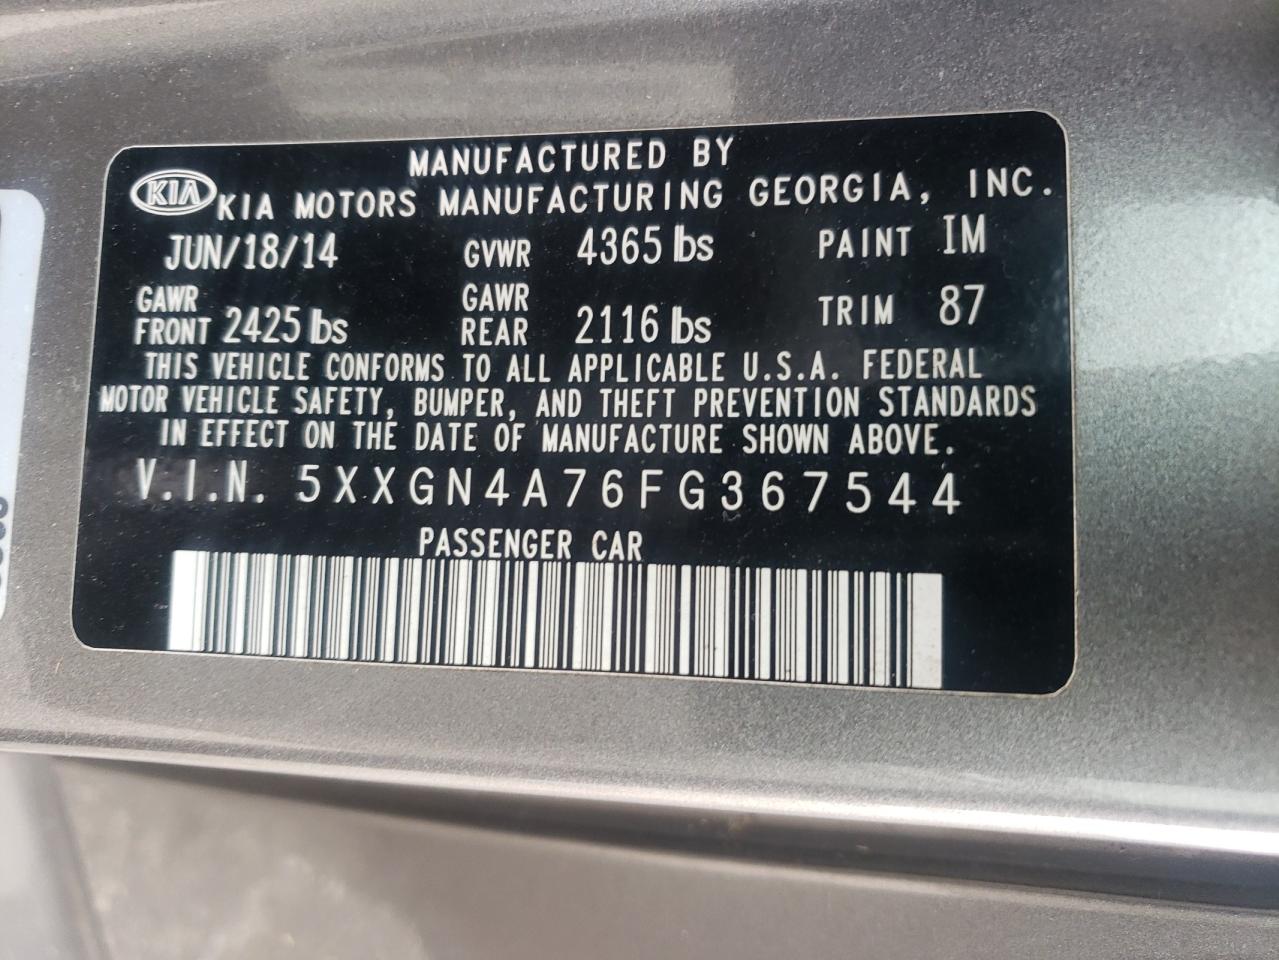 MANUFACTURED BY
KIA KIA MOTORS MANUFACTURING GEORGIA, INC.
JUN/18/14 GVWR 4365 lbs PAINT IM
GAWR FRONT 2425 lbs GAWR REAR 2116 lbs TRIM 87
THIS VEHICLE CONFORMS TO ALL APPLICABLE U.S.A. FEDERAL
MOTOR VEHICLE SAFETY, BUMPER, AND THEFT PREVENTION STANDARDS
IN EFFECT ON THE DATE OF MANUFACTURE SHOWN ABOVE.
V.I.N. 5XXGN4A76FG367544
PASSENGER CAR